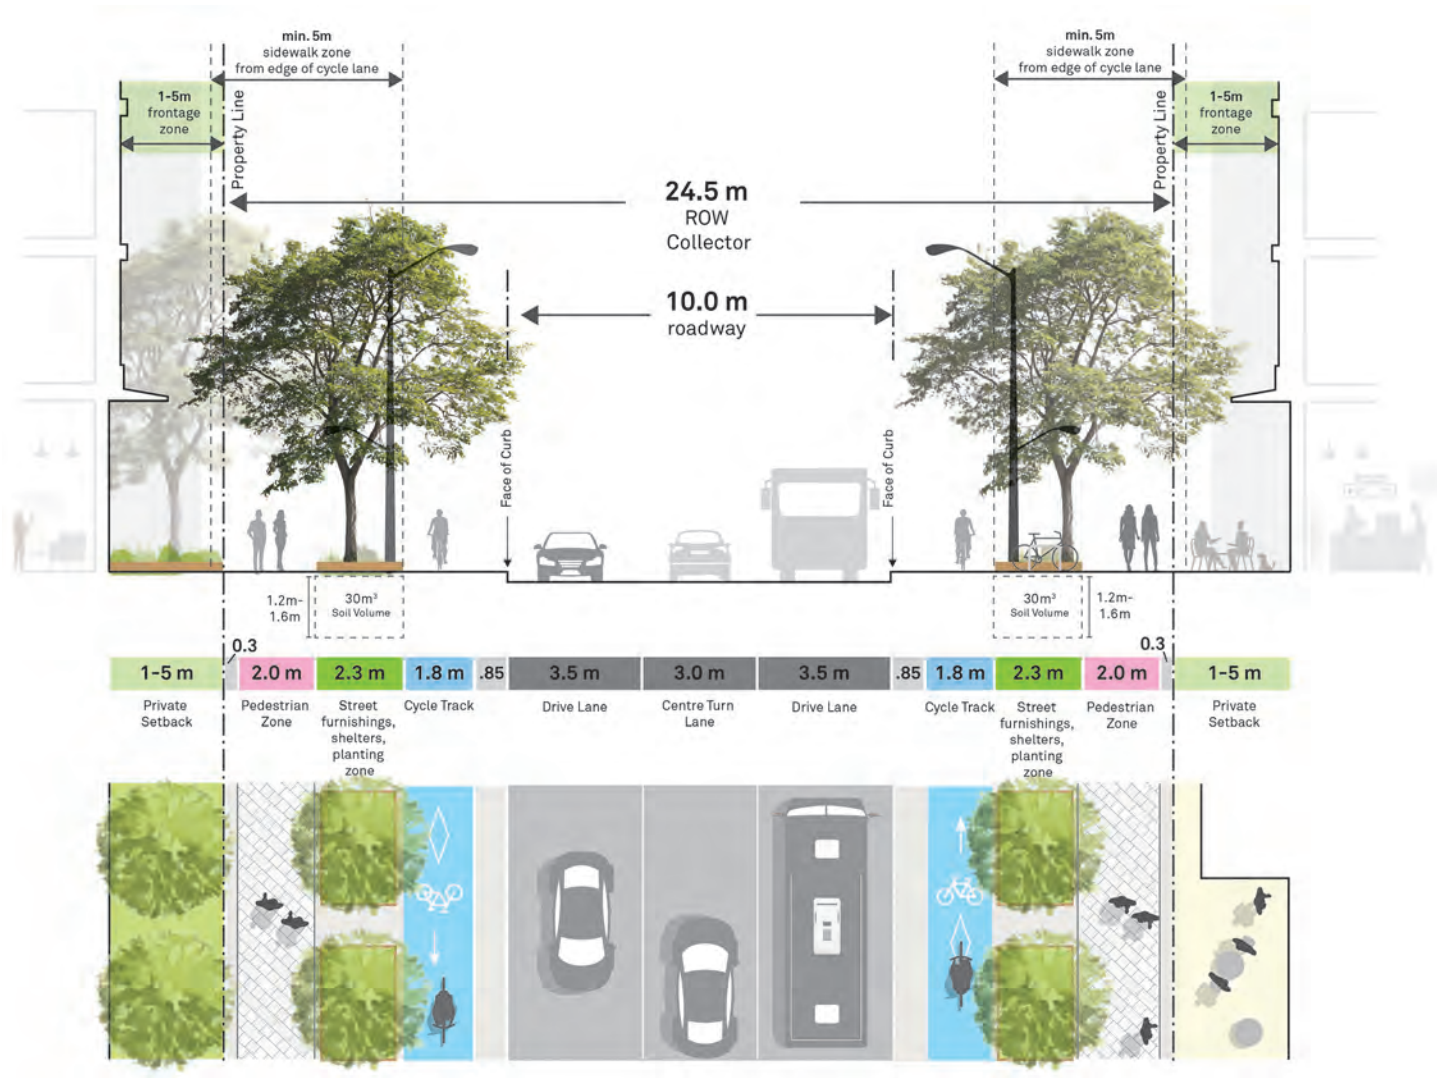 min. 5m
sidewalk zone
from edge of cycle lane
min. 5m
sidewalk zone
from edge of cycle lane
1-5m
frontage
zone
Property Line
Property Line
1-5m
frontage
zone
24.5 m
ROW
Collector
10.0 m
roadway
Face of Curb
Face of Curb
1.2m-
1.6m
30m³
Soil Volume
30m³
Soil Volume
1.2m-
1.6m
0.3
0.3
1-5 m
2.0 m
2.3 m
1.8 m
.85
3.5 m
3.0 m
3.5 m
.85
1.8 m
2.3 m
2.0 m
1-5 m
Private
Setback
Pedestrian
Zone
Street
furnishings,
shelters,
planting
zone
Cycle Track
Drive Lane
Centre Turn
Lane
Drive Lane
Cycle Track
Street
furnishings,
shelters,
planting
zone
Pedestrian
Zone
Private
Setback